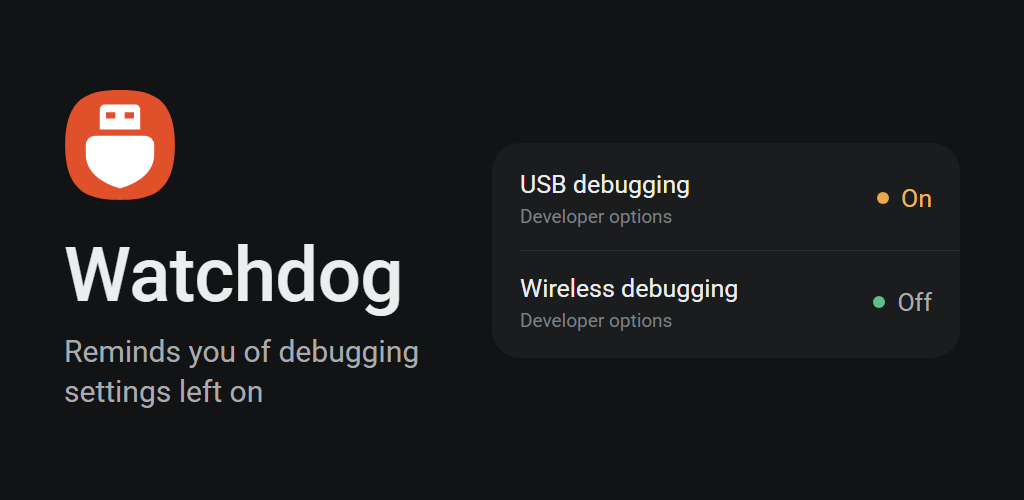 Watchdog
Reminds you of debugging
settings left on
USB debugging
Developer options
On
Wireless debugging
Developer options
Off